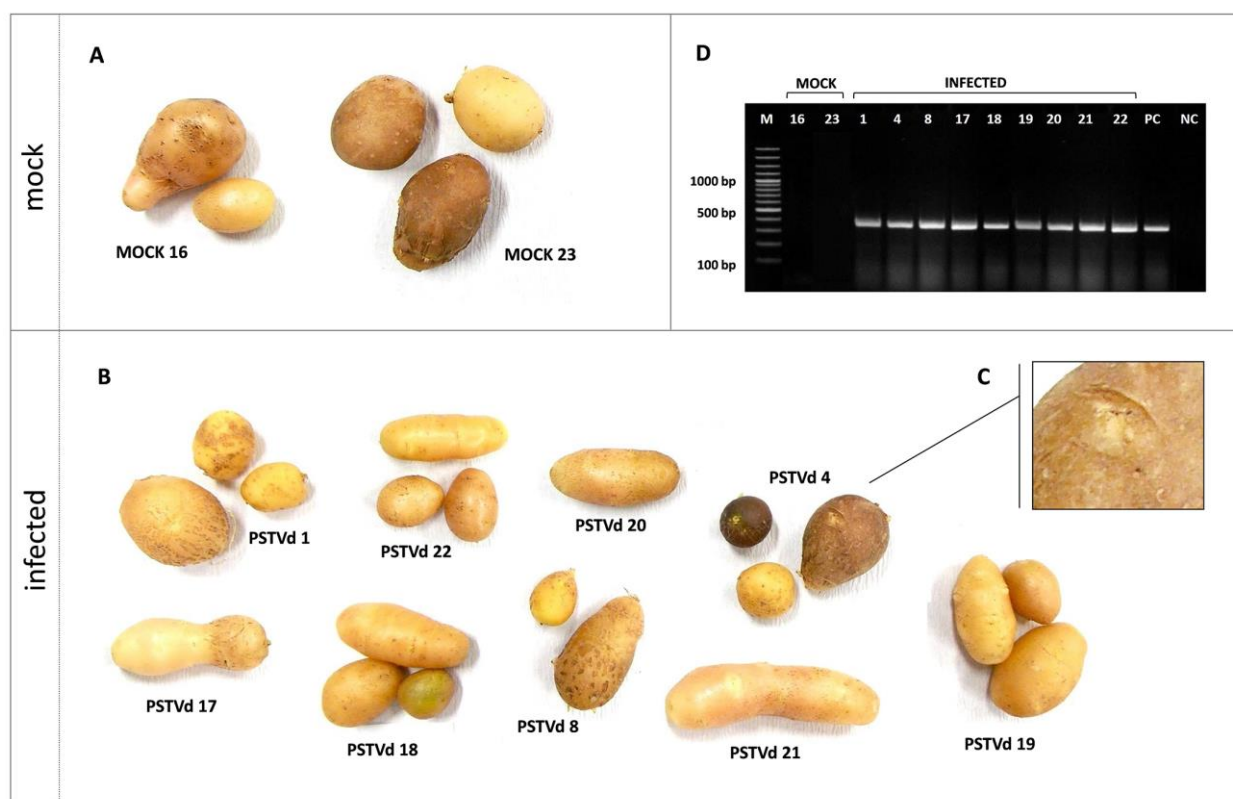 mock
A
MOCK 16
MOCK 23
D
MOCK INFECTED
M 16 23 1 4 8 17 18 19 20 21 22 PC NC
1000 bp
500 bp
100 bp
infected
B
C
PSTVd 1
PSTVd 22
PSTVd 20
PSTVd 4
PSTVd 17
PSTVd 18
PSTVd 8
PSTVd 21
PSTVd 19